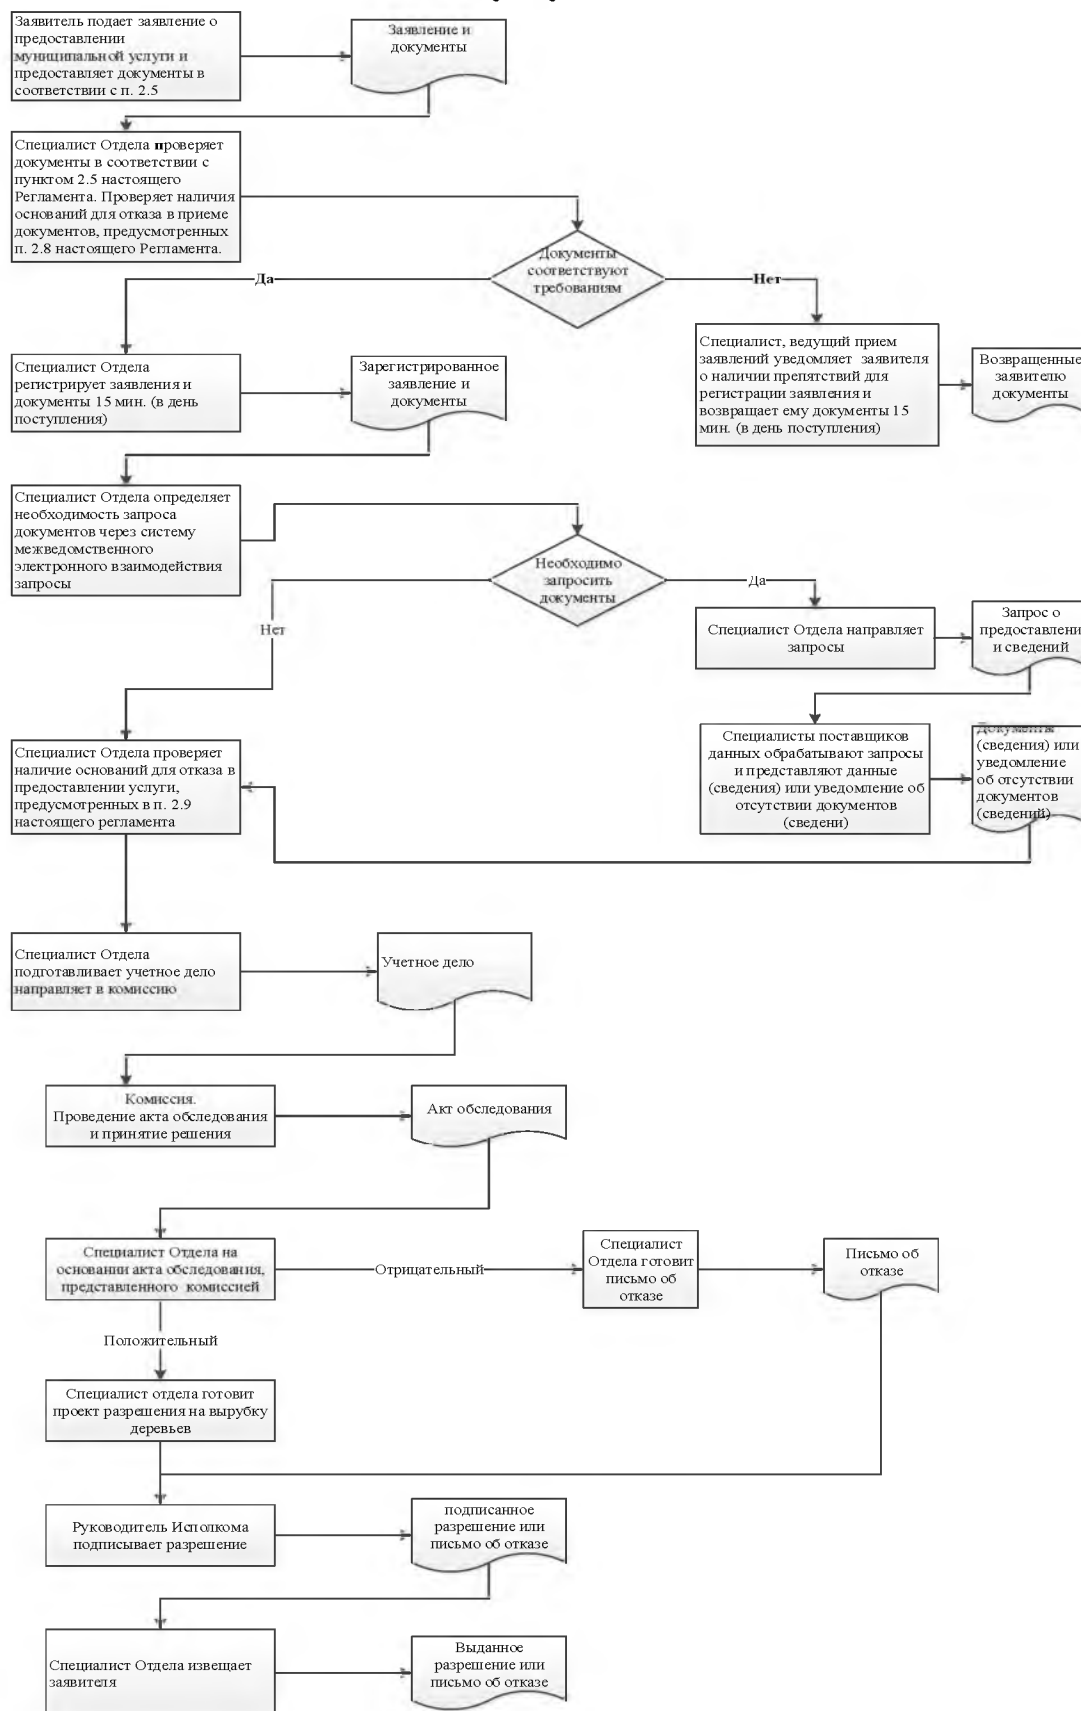 Заявитель подает заявление о
предоставлении
муниципальной услуги и
предоставляет документы в
соответствии с п. 2.5
Заявление и
документы
Специалист Отдела проверяет
документы в соответствии с
пунктом 2.5 настоящего
Регламента. Проверяет наличия
оснований для отказа в приеме
документов, предусмотренных
п. 2.8 настоящего Регламента.
Документы
соответствуют
требованиям
Да
Нет
Специалист Отдела
регистрирует заявления и
документы 15 мин. (в день
поступления)
Зарегистрированное
заявление и
документы
Специалист, ведущий прием
заявлений уведомляет заявителя
о наличии препятствий для
регистрации заявления и
возвращает ему документы 15
мин. (в день поступления)
Возвращенные
заявителю
документы
Специалист Отдела определяет
необходимость запроса
документов через систему
межведомственного
электронного взаимодействия
запросы
Необходимо
запросить
документы
Да
Нет
Специалист Отдела направляет
запросы
Запрос о
предоставлени
и сведений
Специалисты поставщиков
данных обрабатывают запросы
и представляют данные
(сведения) или уведомление об
отсутствии документов
(сведени)
Документы
(сведения) или
уведомление
об отсутствии
документов
(сведений)
Специалист Отдела проверяет
наличие оснований для отказа в
предоставлении услуги,
предусмотренных в п. 2.9
настоящего регламента
Специалист Отдела
подготавливает учетное дело
направляет в комиссию
Учетное дело
Комиссия.
Проведение акта обследования
и принятие решения
Акт обследования
Специалист Отдела на
основании акта обследования,
представленного комиссией
Отрицательный
Специалист
Отдела готовит
письмо об
отказе
Письмо об
отказе
Положительный
Специалист отдела готовит
проект разрешения на вырубку
деревьев
Руководитель Исполкома
подписывает разрешение
подписанное
разрешение или
письмо об отказе
Специалист Отдела извещает
заявителя
Выданное
разрешение или
письмо об отказе